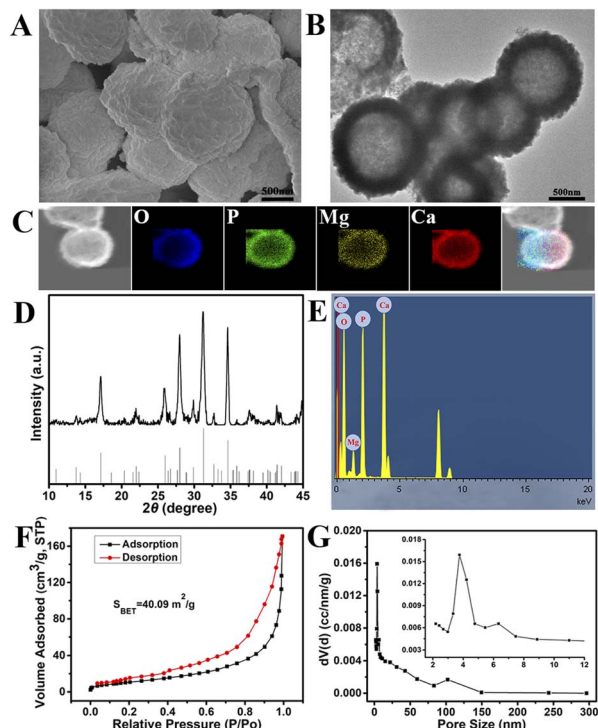 A
500nm
B
500nm
C
O
P
Mg
Ca
D
Intensity (a.u.)
10 15 20 25 30 35 40 45
2θ (degree)
E
Ca
O
P
Ca
Mg
0 5 10 15 20
keV
F
Volume Adsorbed (cm³/g, STP)
160
120
80
40
0
Adsorption
Desorption
S_BET=40.09 m²/g
0.0 0.2 0.4 0.6 0.8 1.0
Relative Pressure (P/Po)
G
dV(d) (cc/nm/g)
0.020
0.016
0.012
0.008
0.004
0.000
0.018
0.015
0.012
0.009
0.006
0.003
2 4 6 8 10 12
0 50 100 150 200 250 300
Pore Size (nm)